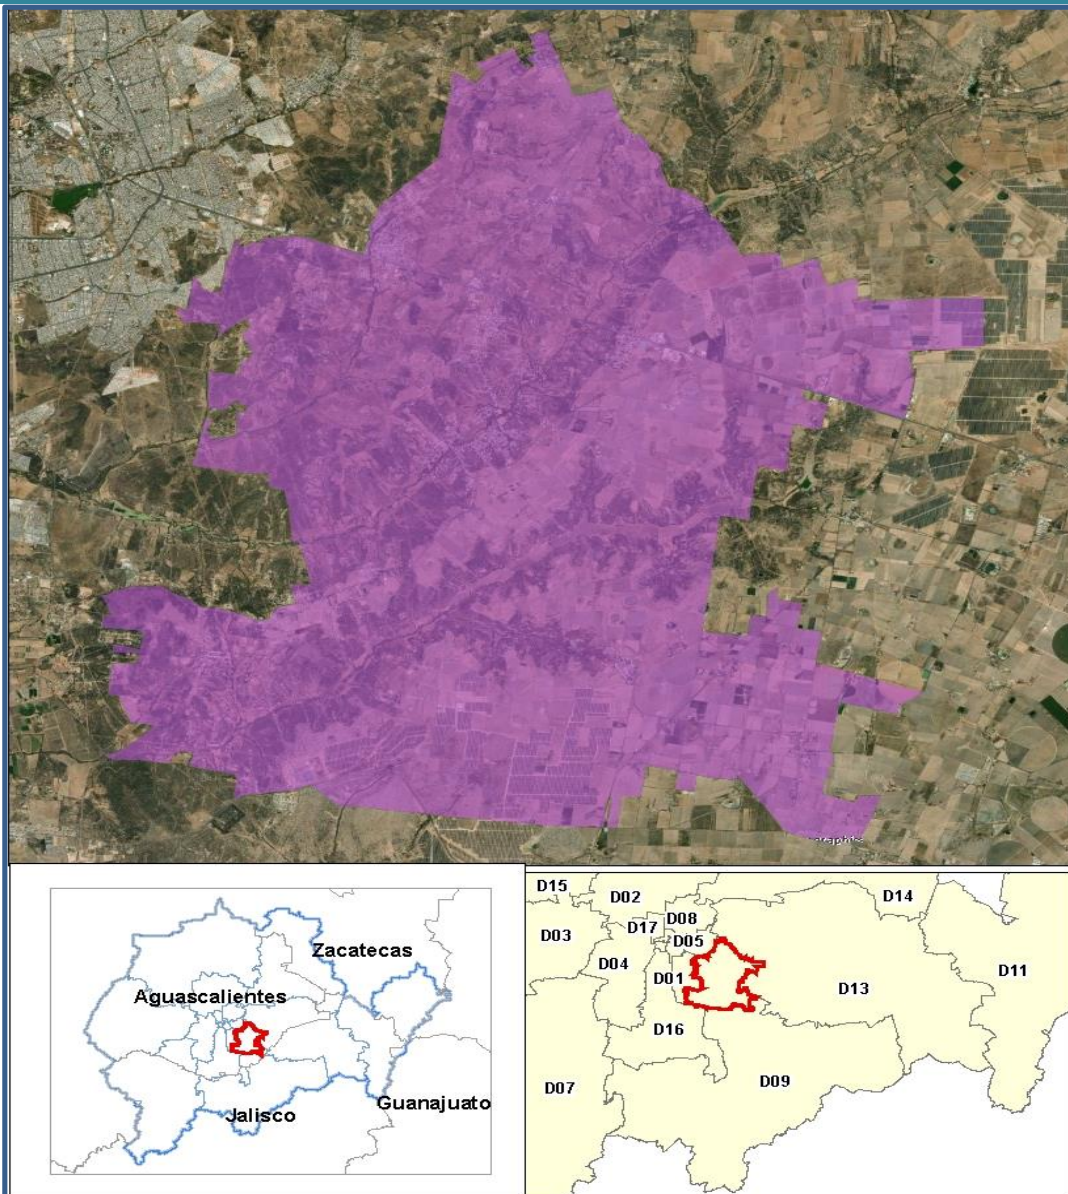 Zacatecas
Aguascalientes
Jalisco
Guanajuato
D15
D02
D14
D08
D17
D03
D05
D04
D11
D01
D13
D16
D07
D09